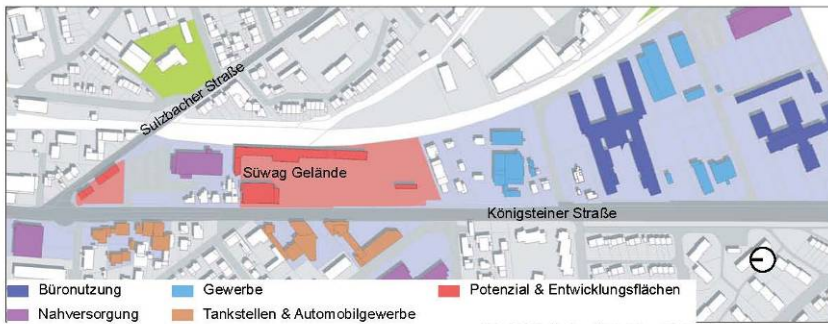 Sulzbacher Straße
Süwag Gelände
Königsteiner Straße
Büronutzung
Gewerbe
Potenzial & Entwicklungsflächen
Nahversorgung
Tankstellen & Automobilgewerbe